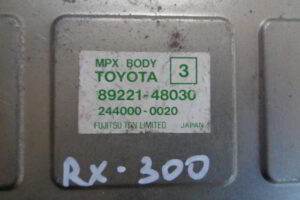 MPX BODY
TOYOTA 3
89221-48030
244000-0020
FUJITSU TEN LIMITED JAPAN
RX-300